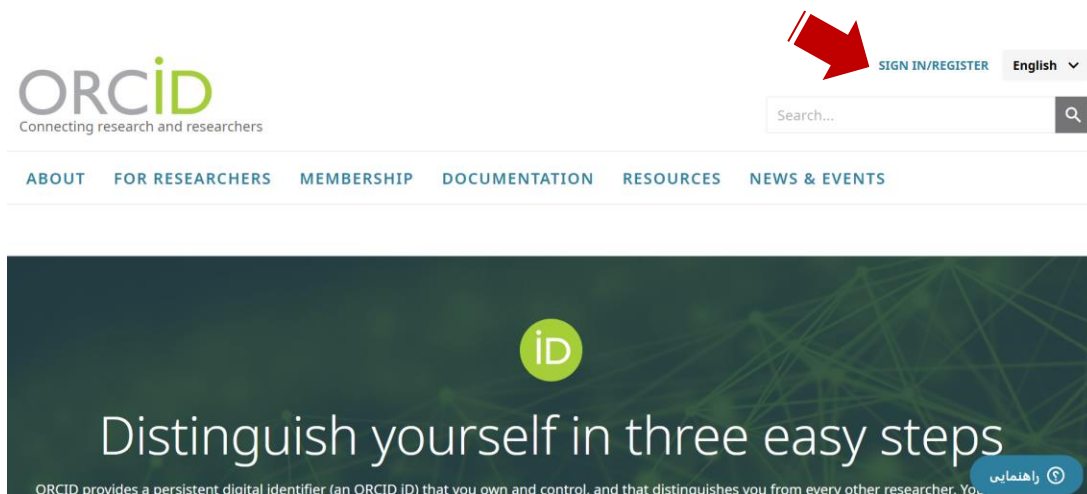 SIGN IN/REGISTER English
ORCiD
Connecting research and researchers
Search...
ABOUT FOR RESEARCHERS MEMBERSHIP DOCUMENTATION RESOURCES NEWS & EVENTS
iD
Distinguish yourself in three easy steps
ORCID provides a persistent digital identifier (an ORCID iD) that you own and control, and that distinguishes you from every other researcher.
راهنمایی